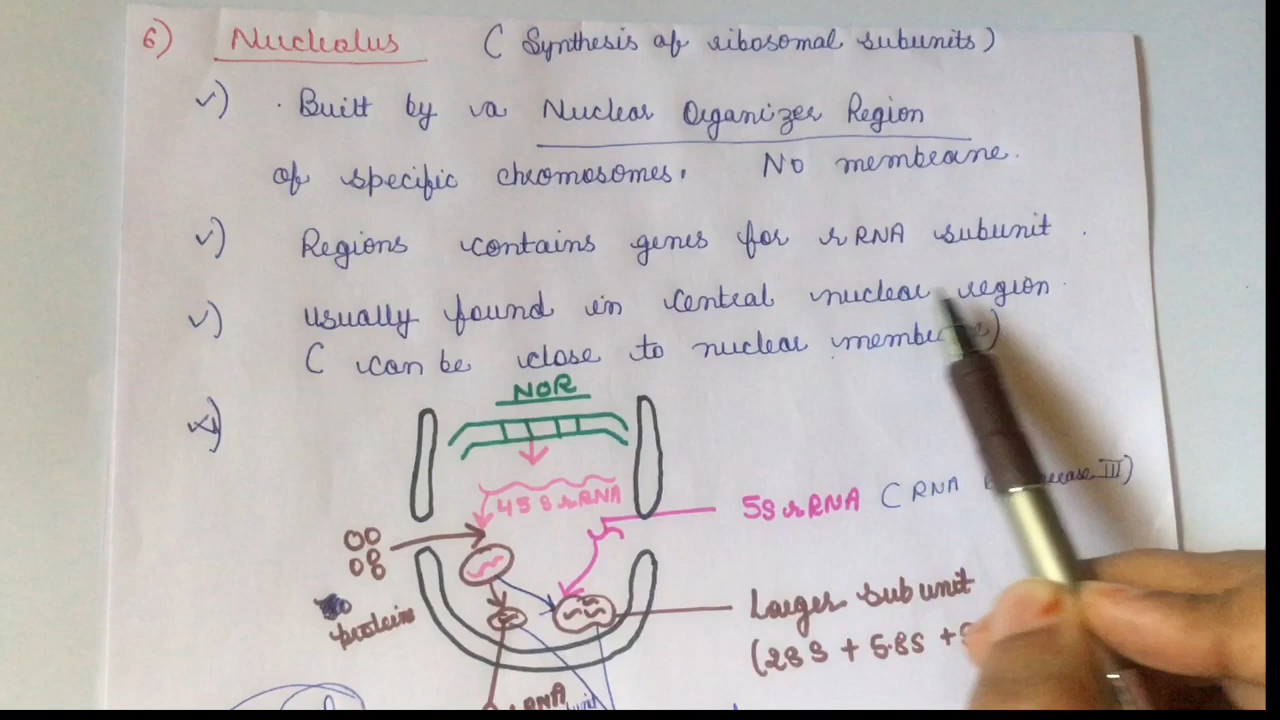 6) Nucleolus ( Synthesis of ribosomal subunits )
✓) . Built by a Nuclear Organizer Region
of specific chromosomes. No membrane.
✓) Regions contains genes for rRNA subunit .
✓) Usually found in central nuclear region
( can be close to nuclear membrane)
NOR
45 S rRNA
5S rRNA ( RNA III)
protein
Larger subunit
(28S + 5.8S +